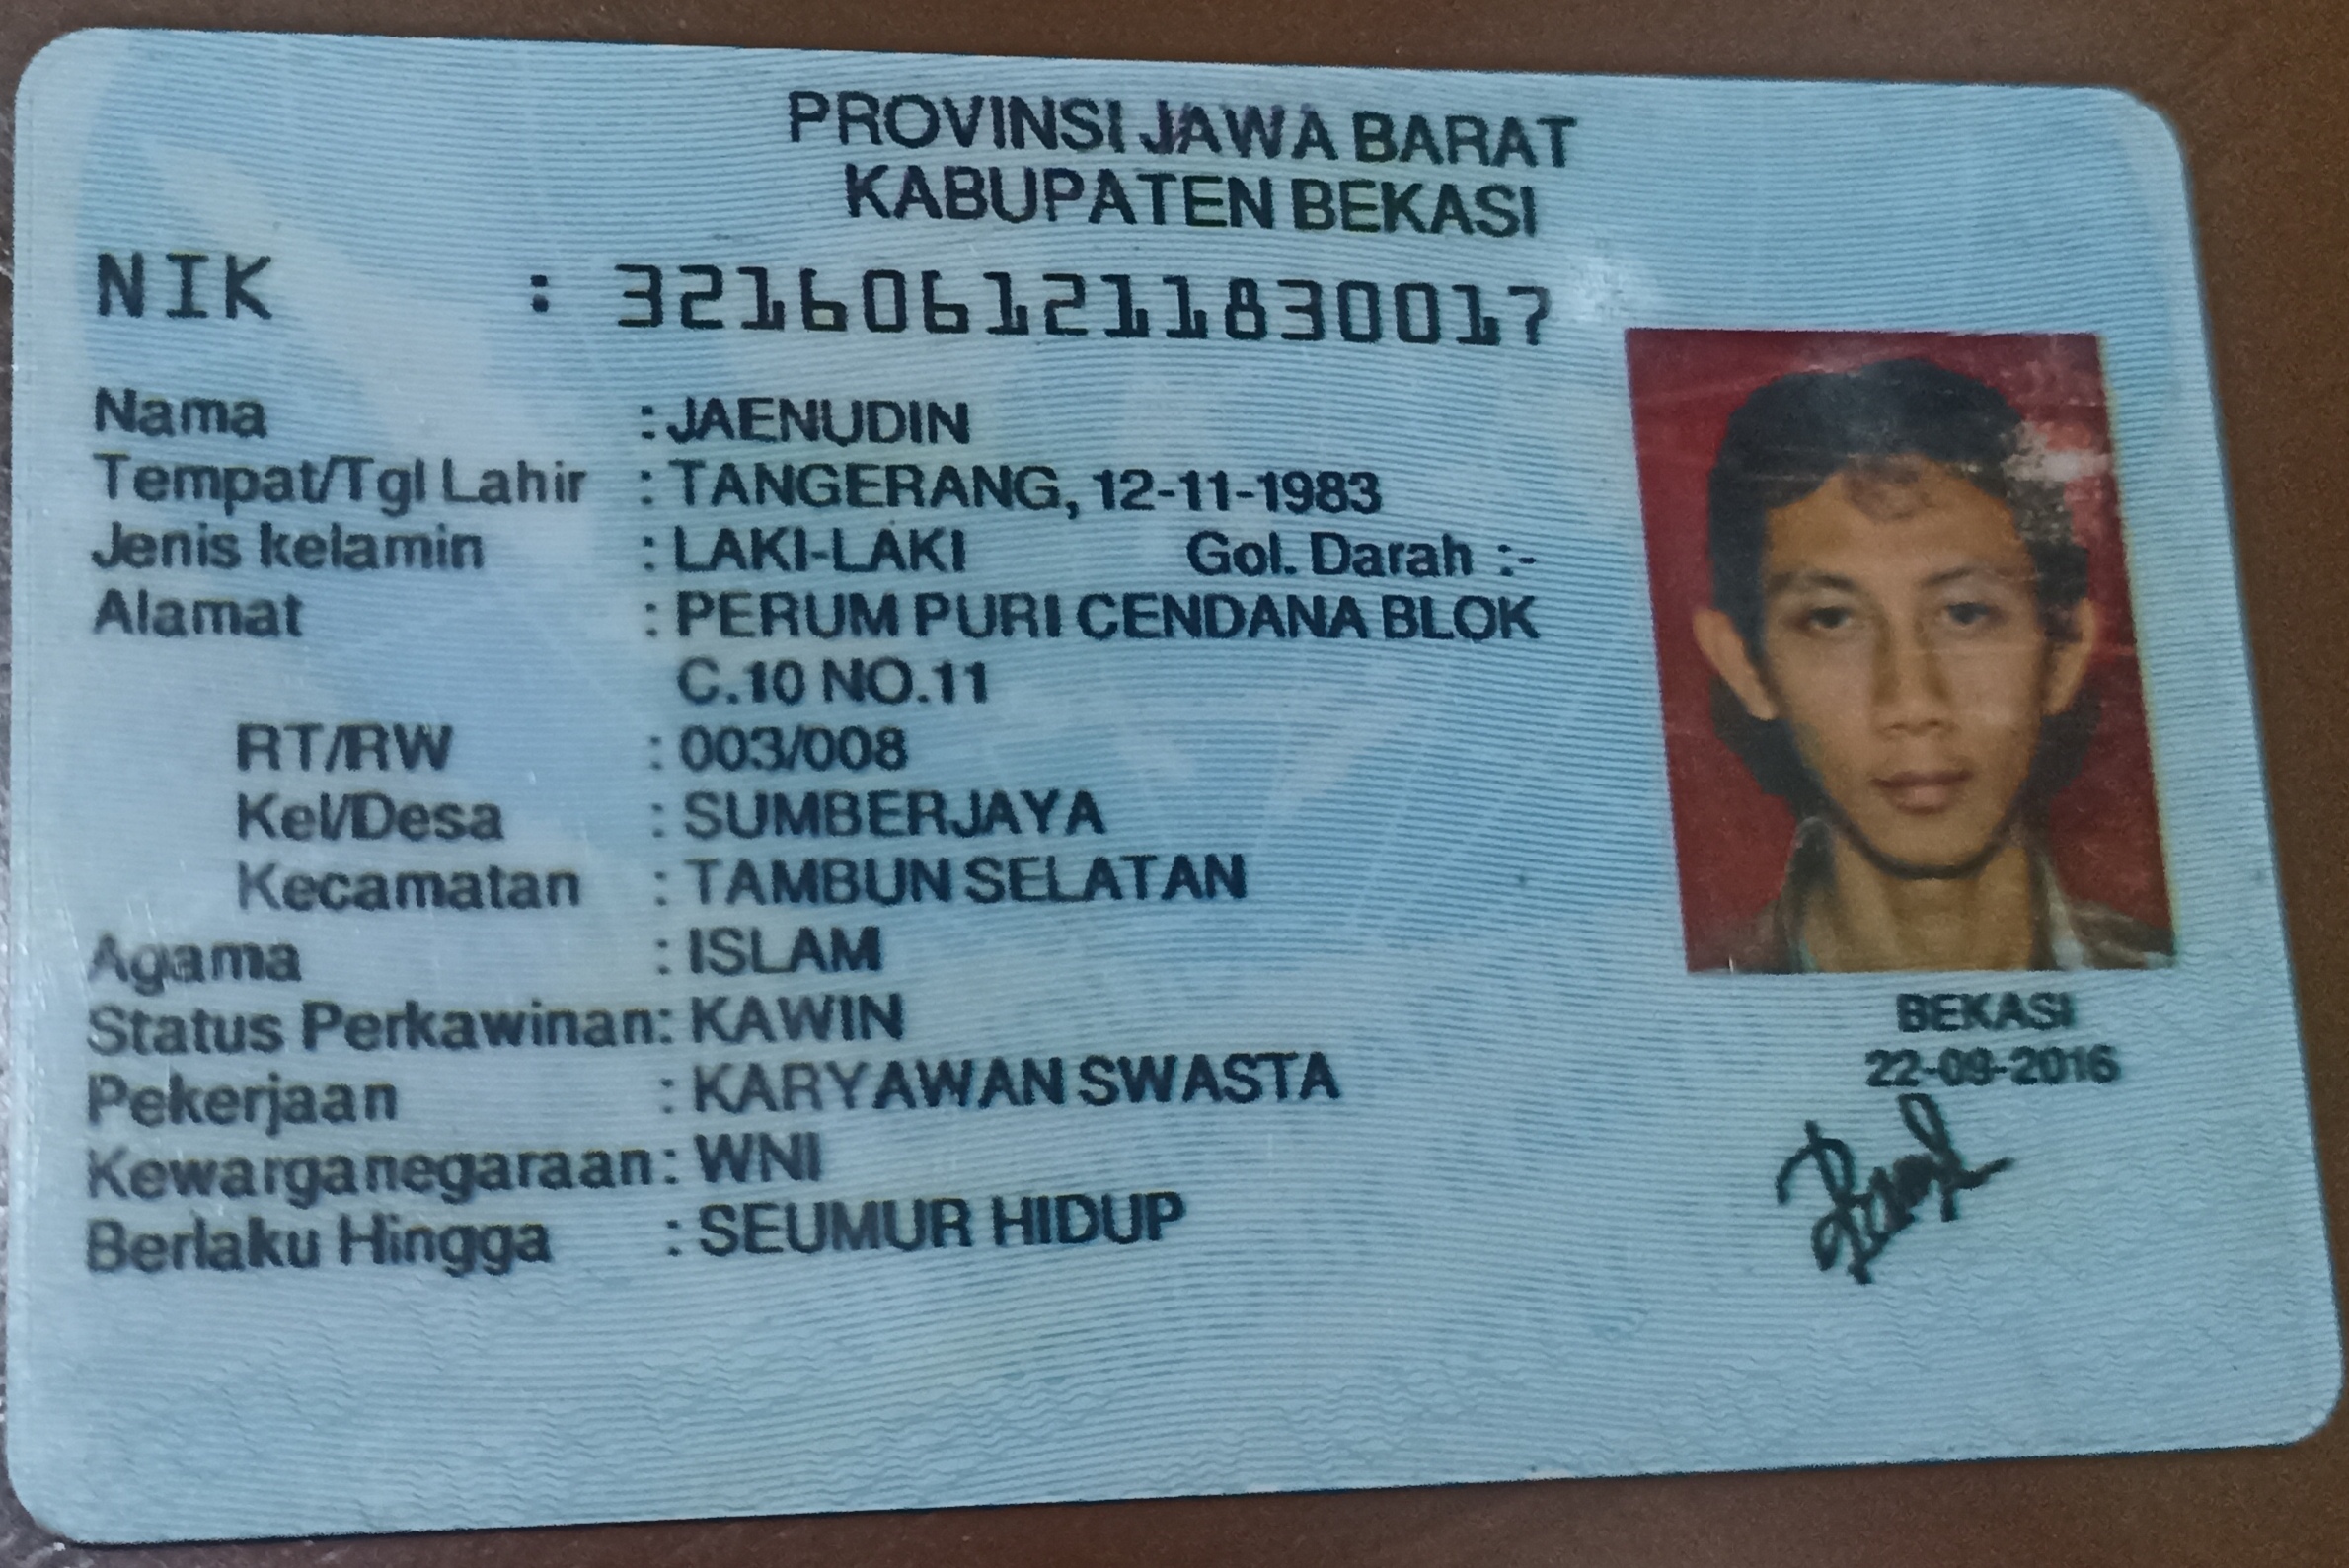 PROVINSI JAWA BARAT
KABUPATEN BEKASI
NIK : 3216061211830017
Nama : JAENUDIN
Tempat/Tgl Lahir : TANGERANG, 12-11-1983
Jenis kelamin : LAKI-LAKI Gol. Darah :-
Alamat : PERUM PURI CENDANA BLOK
C.10 NO.11
RT/RW : 003/008
Kel/Desa : SUMBERJAYA
Kecamatan : TAMBUN SELATAN
Agama : ISLAM
Status Perkawinan: KAWIN
Pekerjaan : KARYAWAN SWASTA
Kewarganegaraan: WNI
Berlaku Hingga : SEUMUR HIDUP
BEKASI
22-09-2016